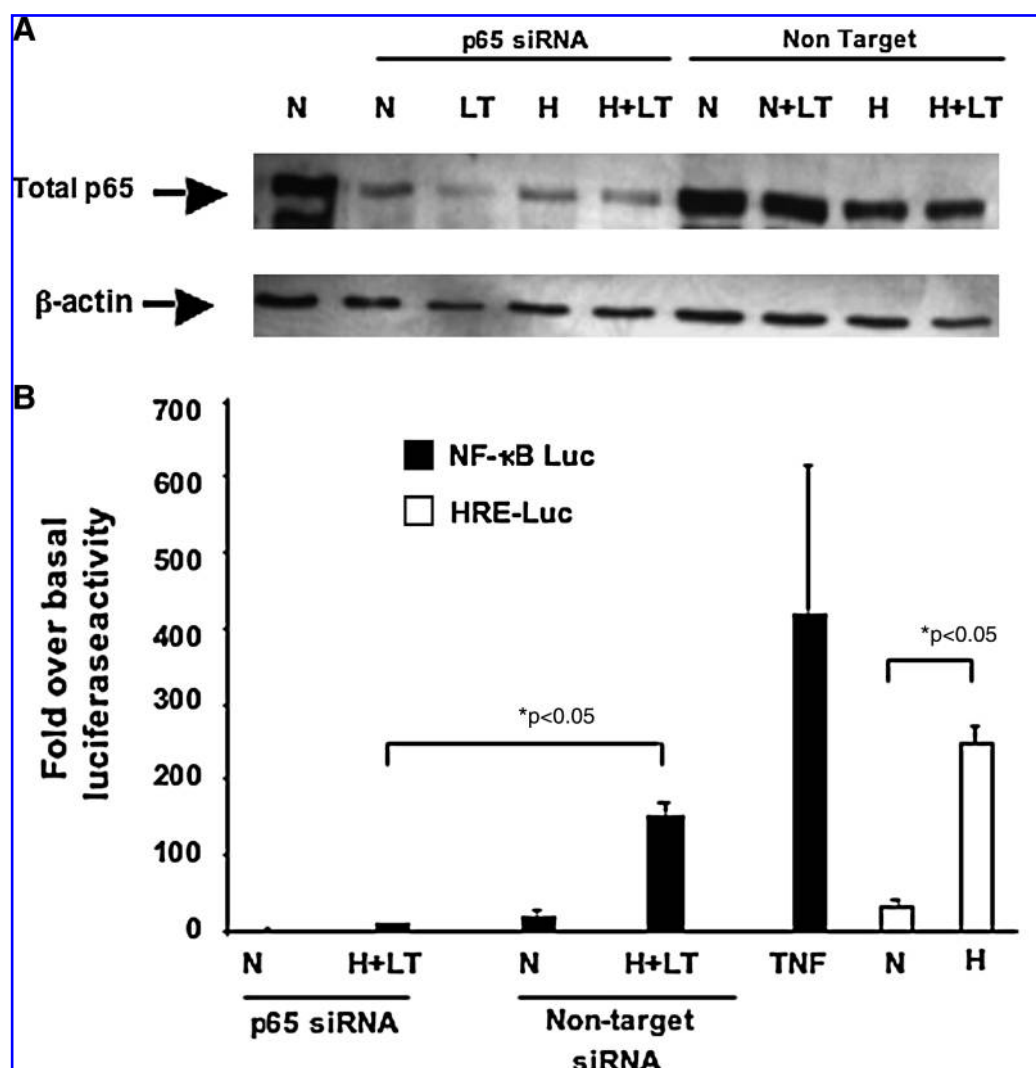 A
p65 siRNA Non Target
N N LT H H+LT N N+LT H H+LT
Total p65
β-actin
B
700
600
500
400
300
200
100
0
Fold over basal
luciferaseactivity
NF-κB Luc
HRE-Luc
*p<0.05
*p<0.05
N H+LT N H+LT TNF N H
p65 siRNA Non-target
siRNA